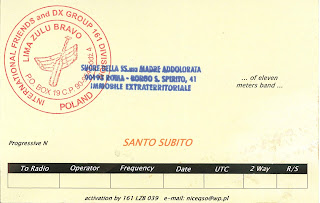 INTERNATIONAL FRIENDS and DX GROUP 161 DIVISION
LIMA ZULU BRAVO
P.O. BOX 19 C.P.
POLAND
SUORE DELLA SS.ma MADRE ADDOLORATA
00193 ROMA - BORGO S. SPIRITO, 41
IMMOBILE EXTRATERRITORIALE
... of eleven
meters band ...
Progressive N
SANTO SUBITO
To Radio Operator Frequency Date UTC 2 Way R/S
activation by 161 LZB 039 e-mail: niceqso@wp.pl